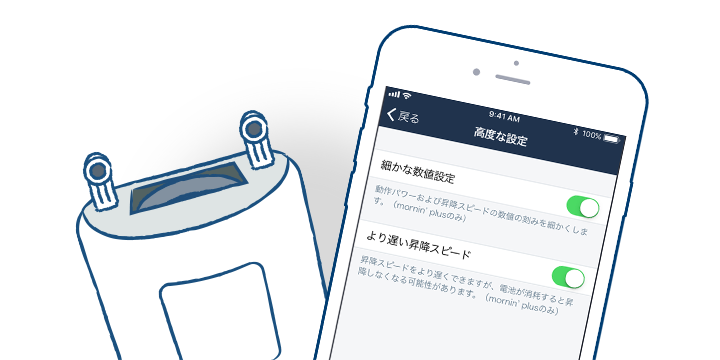 9:41 AM
100%
戻る
高度な設定
細かな数値設定
動作パワーおよび昇降スピードの数値の刻みを細かくしま
す。（mornin' plusのみ）
より遅い昇降スピード
昇降スピードをより遅くできますが、電池が消耗すると昇
降しなくなる可能性があります。（mornin' plusのみ）